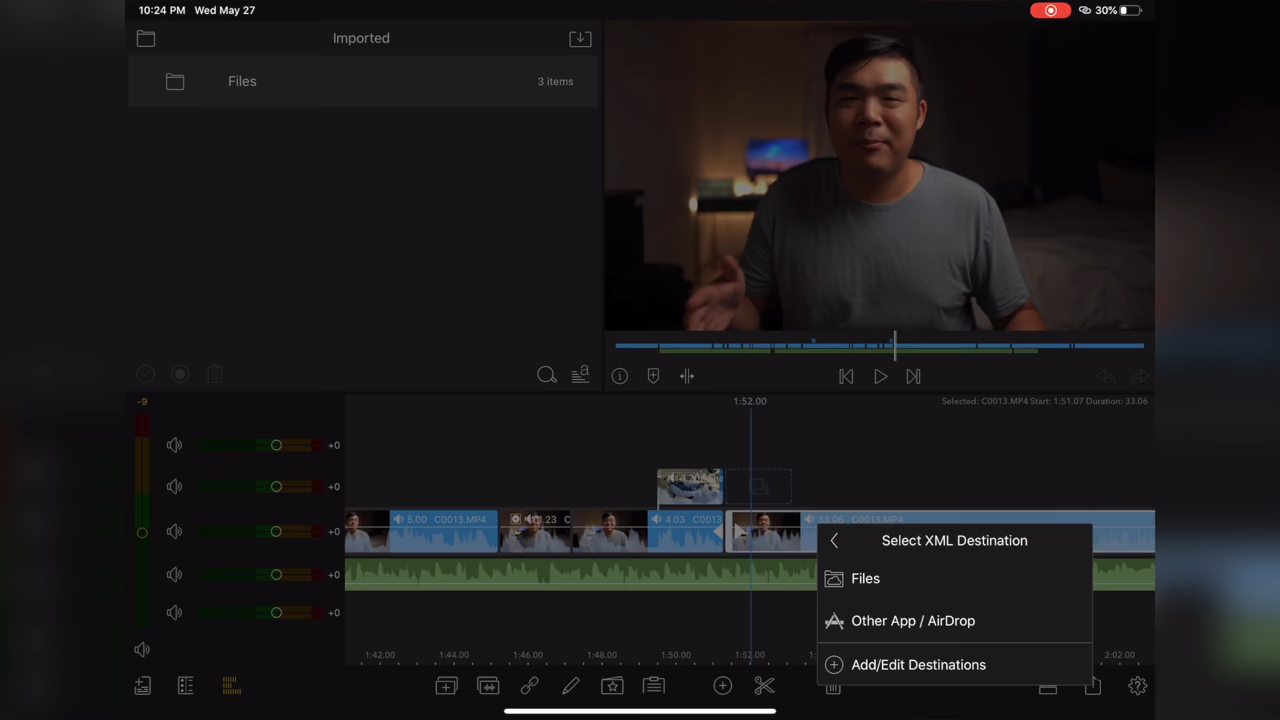 10:24 PM Wed May 27
30%
Imported
Files
3 items
-9
1:52.00
Selected: C0013.MP4 Start: 1:51.07 Duration: 33.06
+0
+0
+0
+0
+0
5.00 C0013.MP4
1.23 C
4.03 C0013
33.06 C0013.MP4
Select XML Destination
Files
Other App / AirDrop
Add/Edit Destinations
1:42.00
1:44.00
1:46.00
1:48.00
1:50.00
1:52.00
2:02.00